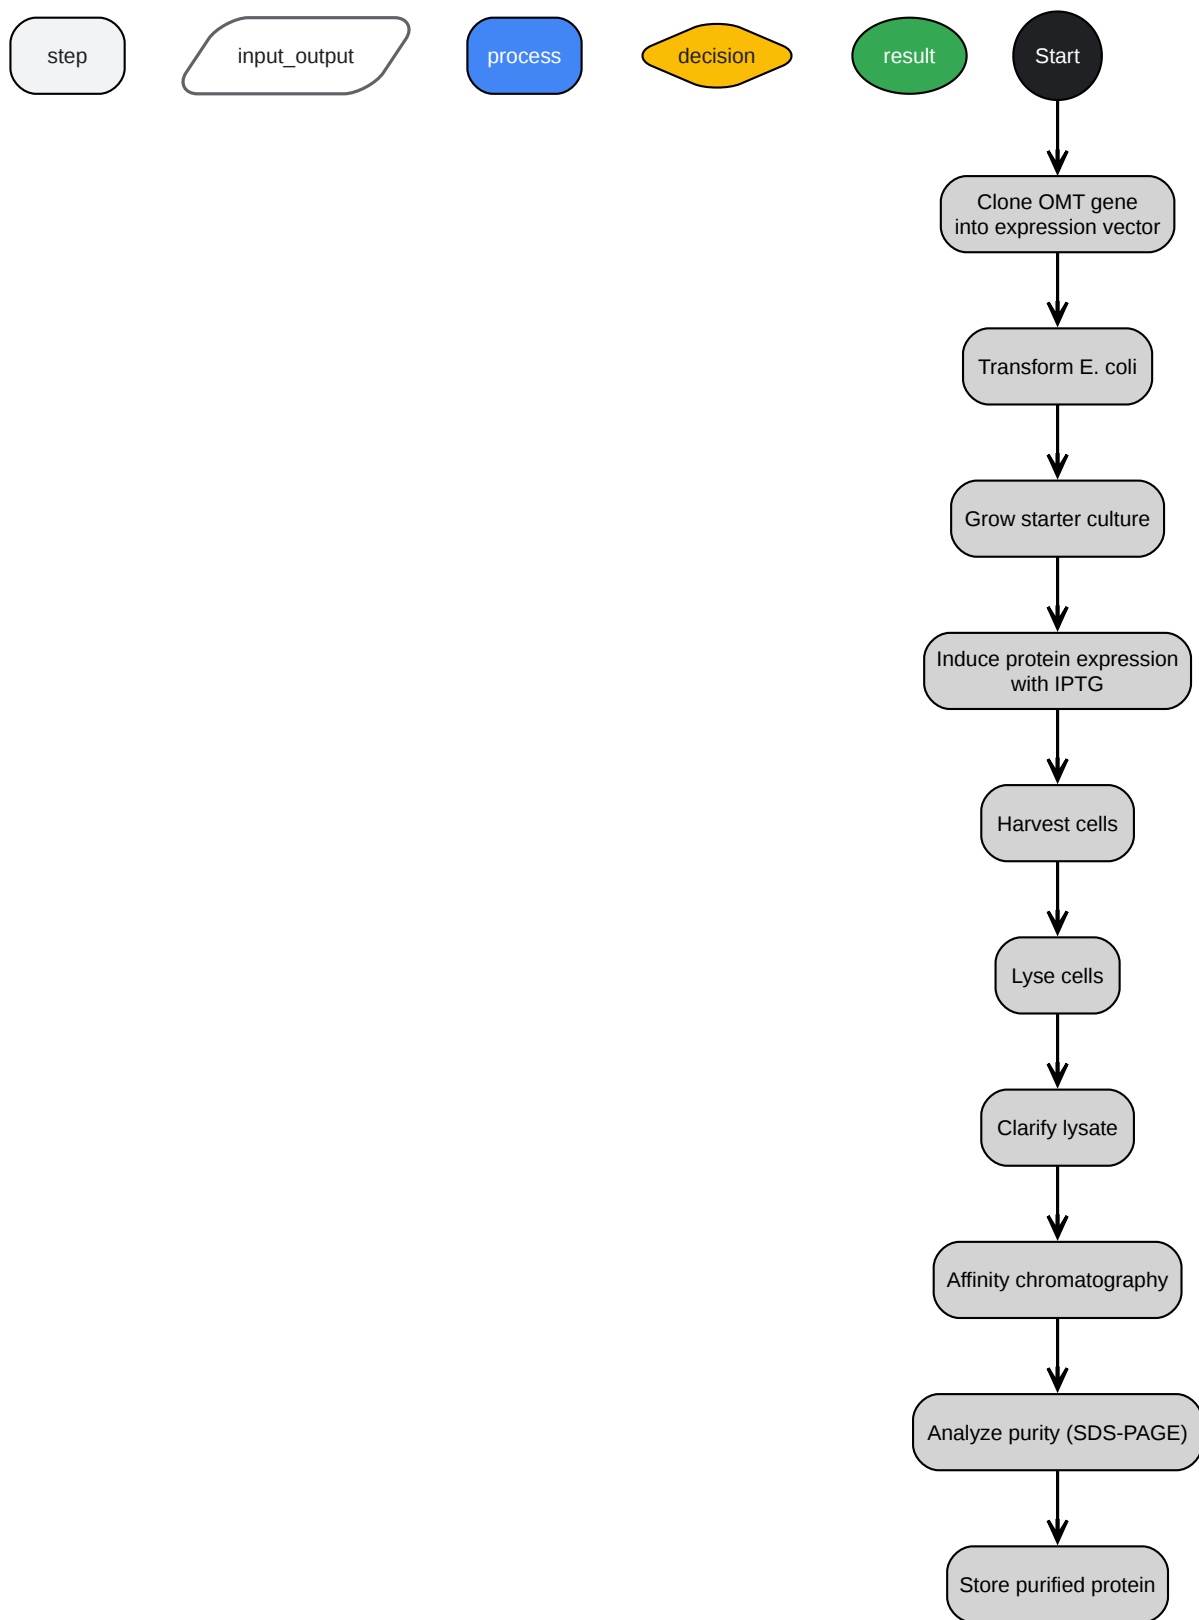 step
input_output
process
decision
result
Start
Clone OMT gene
into expression vector
Transform E. coli
Grow starter culture
Induce protein expression
with IPTG
Harvest cells
Lyse cells
Clarify lysate
Affinity chromatography
Analyze purity (SDS-PAGE)
Store purified protein